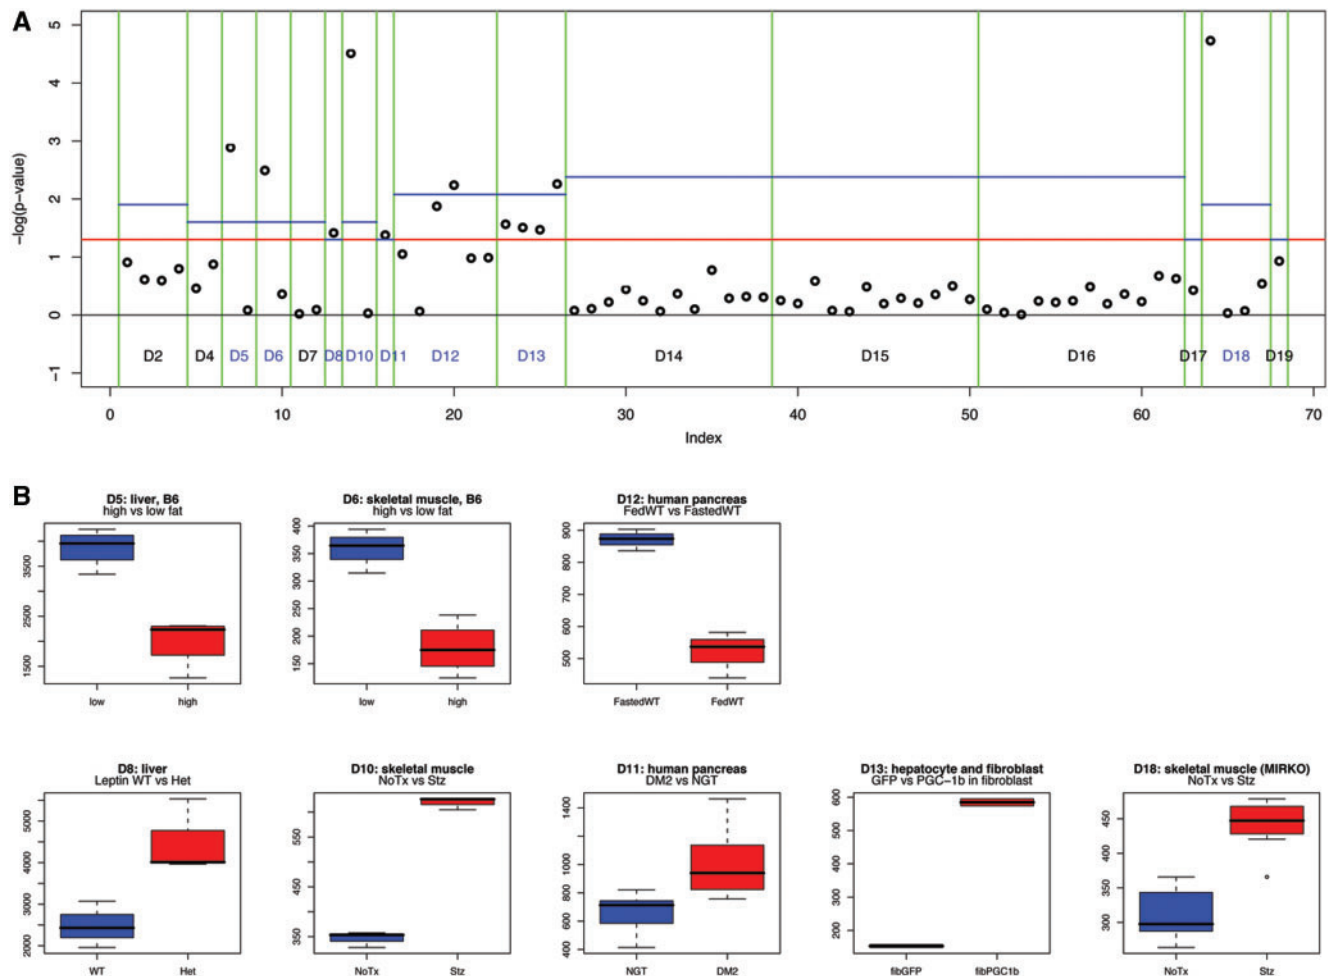 A
−log(p−value)
5
4
3
2
1
0
−1
D2 D4 D5 D6 D7 D8 D10 D11 D12 D13 D14 D15 D16 D17 D18 D19
0 10 20 30 40 50 60 70
Index
B
D5: liver, B6
high vs low fat
3500
2500
1500
low high
D6: skeletal muscle, B6
high vs low fat
400
350
300
250
200
150
low high
D12: human pancreas
FedWT vs FastedWT
900
800
700
600
500
FastedWT FedWT
D8: liver
Leptin WT vs Het
5000
4000
3000
2000
WT Het
D10: skeletal muscle
NoTx vs Stz
550
450
350
NoTx Stz
D11: human pancreas
DM2 vs NGT
1400
1000
800
600
400
NGT DM2
D13: hepatocyte and fibroblast
GFP vs PGC−1b in fibroblast
600
500
400
300
200
fibGFP fibPGC1b
D18: skeletal muscle (MIRKO)
NoTx vs Stz
450
400
350
300
NoTx Stz